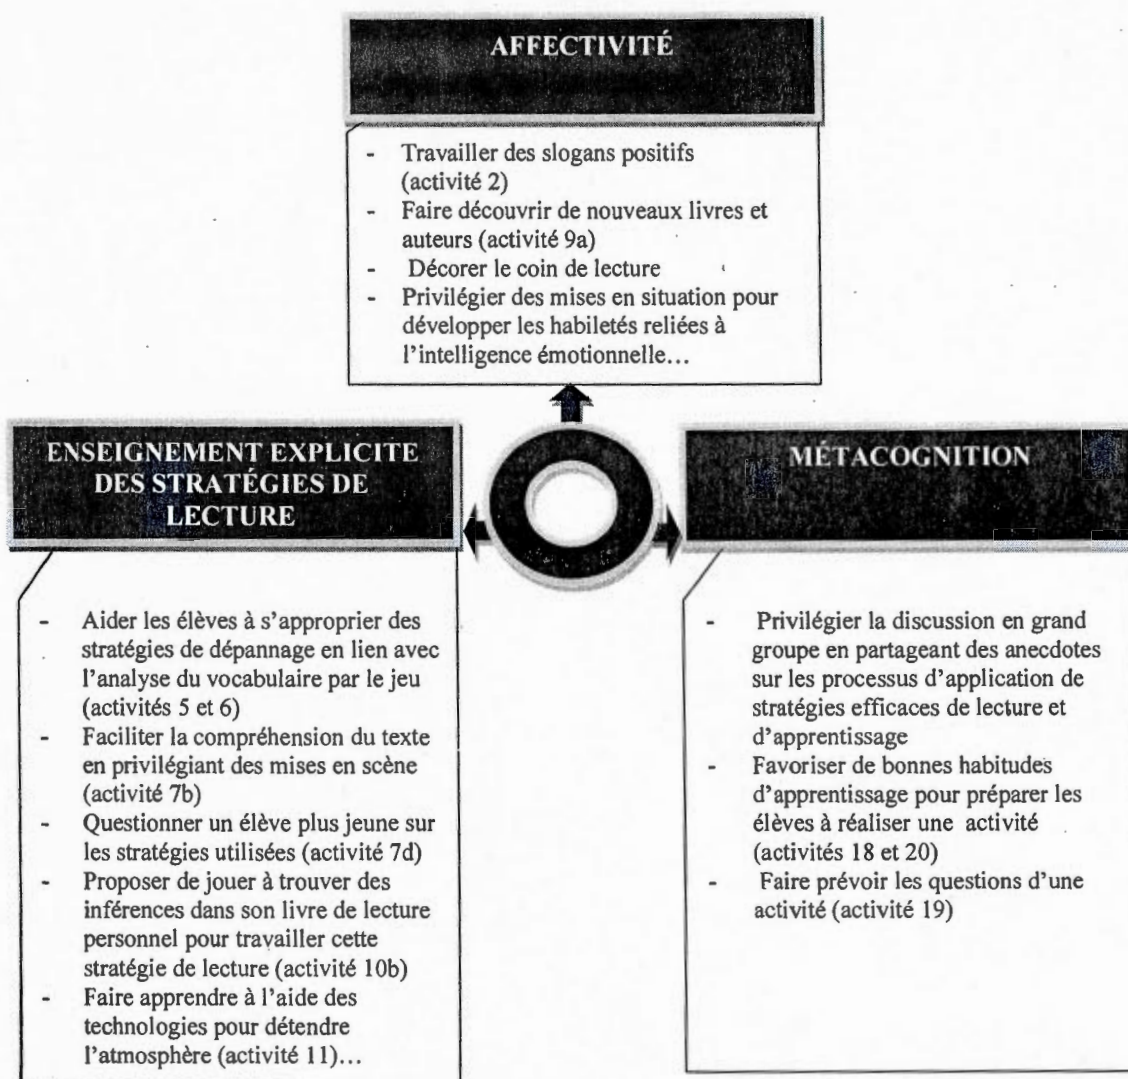 AFFECTIVITÉ
- Travailler des slogans positifs
(activité 2)
- Faire découvrir de nouveaux livres et
auteurs (activité 9a)
- Décorer le coin de lecture
- Privilégier des mises en situation pour
développer les habiletés reliées à
l'intelligence émotionnelle…
ENSEIGNEMENT EXPLICITE
DES STRATÉGIES DE
LECTURE
- Aider les élèves à s'approprier des
stratégies de dépannage en lien avec
l'analyse du vocabulaire par le jeu
(activités 5 et 6)
- Faciliter la compréhension du texte
en privilégiant des mises en scène
(activité 7b)
- Questionner un élève plus jeune sur
les stratégies utilisées (activité 7d)
- Proposer de jouer à trouver des
inférences dans son livre de lecture
personnel pour travailler cette
stratégie de lecture (activité 10b)
- Faire apprendre à l'aide des
technologies pour détendre
l'atmosphère (activité 11)…
MÉTACOGNITION
- Privilégier la discussion en grand
groupe en partageant des anecdotes
sur les processus d'application de
stratégies efficaces de lecture et
d'apprentissage
- Favoriser de bonnes habitudes
d'apprentissage pour préparer les
élèves à réaliser une activité
(activités 18 et 20)
- Faire prévoir les questions d'une
activité (activité 19)